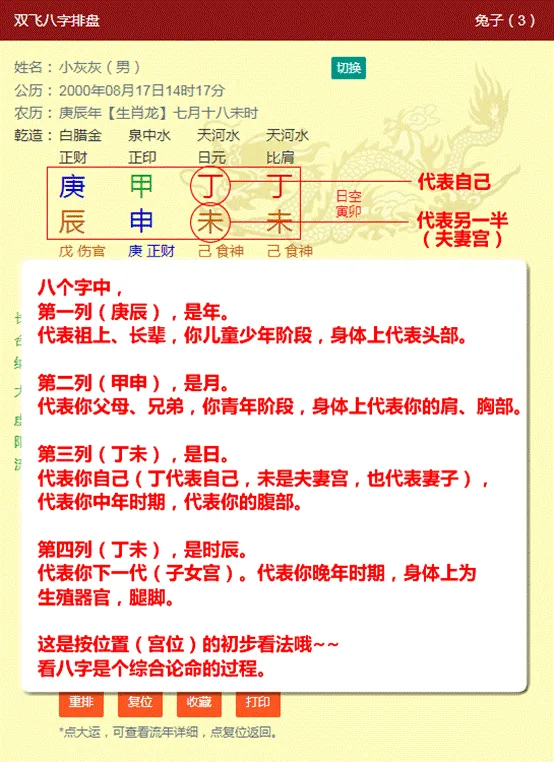 双飞八字排盘 兔子（3）
姓名： 小灰灰（男） 切换
公历： 2000年08月17日14时17分
农历： 庚辰年【生肖龙】七月十八未时
乾造： 白腊金 泉中水 天河水 天河水
正财 正印 日元 比肩
庚 甲 丁 丁 代表自己
日空
寅卯
辰 申 未 未 代表另一半
（夫妻宫）
戊 伤官 庚 正财 己 食神 己 食神
八个字中，
第一列（庚辰），是年。
代表祖上、长辈，你儿童少年阶段，身体上代表头部。
第二列（甲申），是月。
代表你父母、兄弟，你青年阶段，身体上代表你的肩、胸部。
第三列（丁未），是日。
代表你自己（丁代表自己，未是夫妻宫，也代表妻子），
代表你中年时期，代表你的腹部。
第四列（丁未），是时辰。
代表你下一代（子女宫）。代表你晚年时期，身体上为
生殖器官，腿脚。
这是按位置（宫位）的初步看法哦~~
看八字是个综合论命的过程。
重排 复位 收藏 打印
*点大运，可查看流年详细，点复位返回。